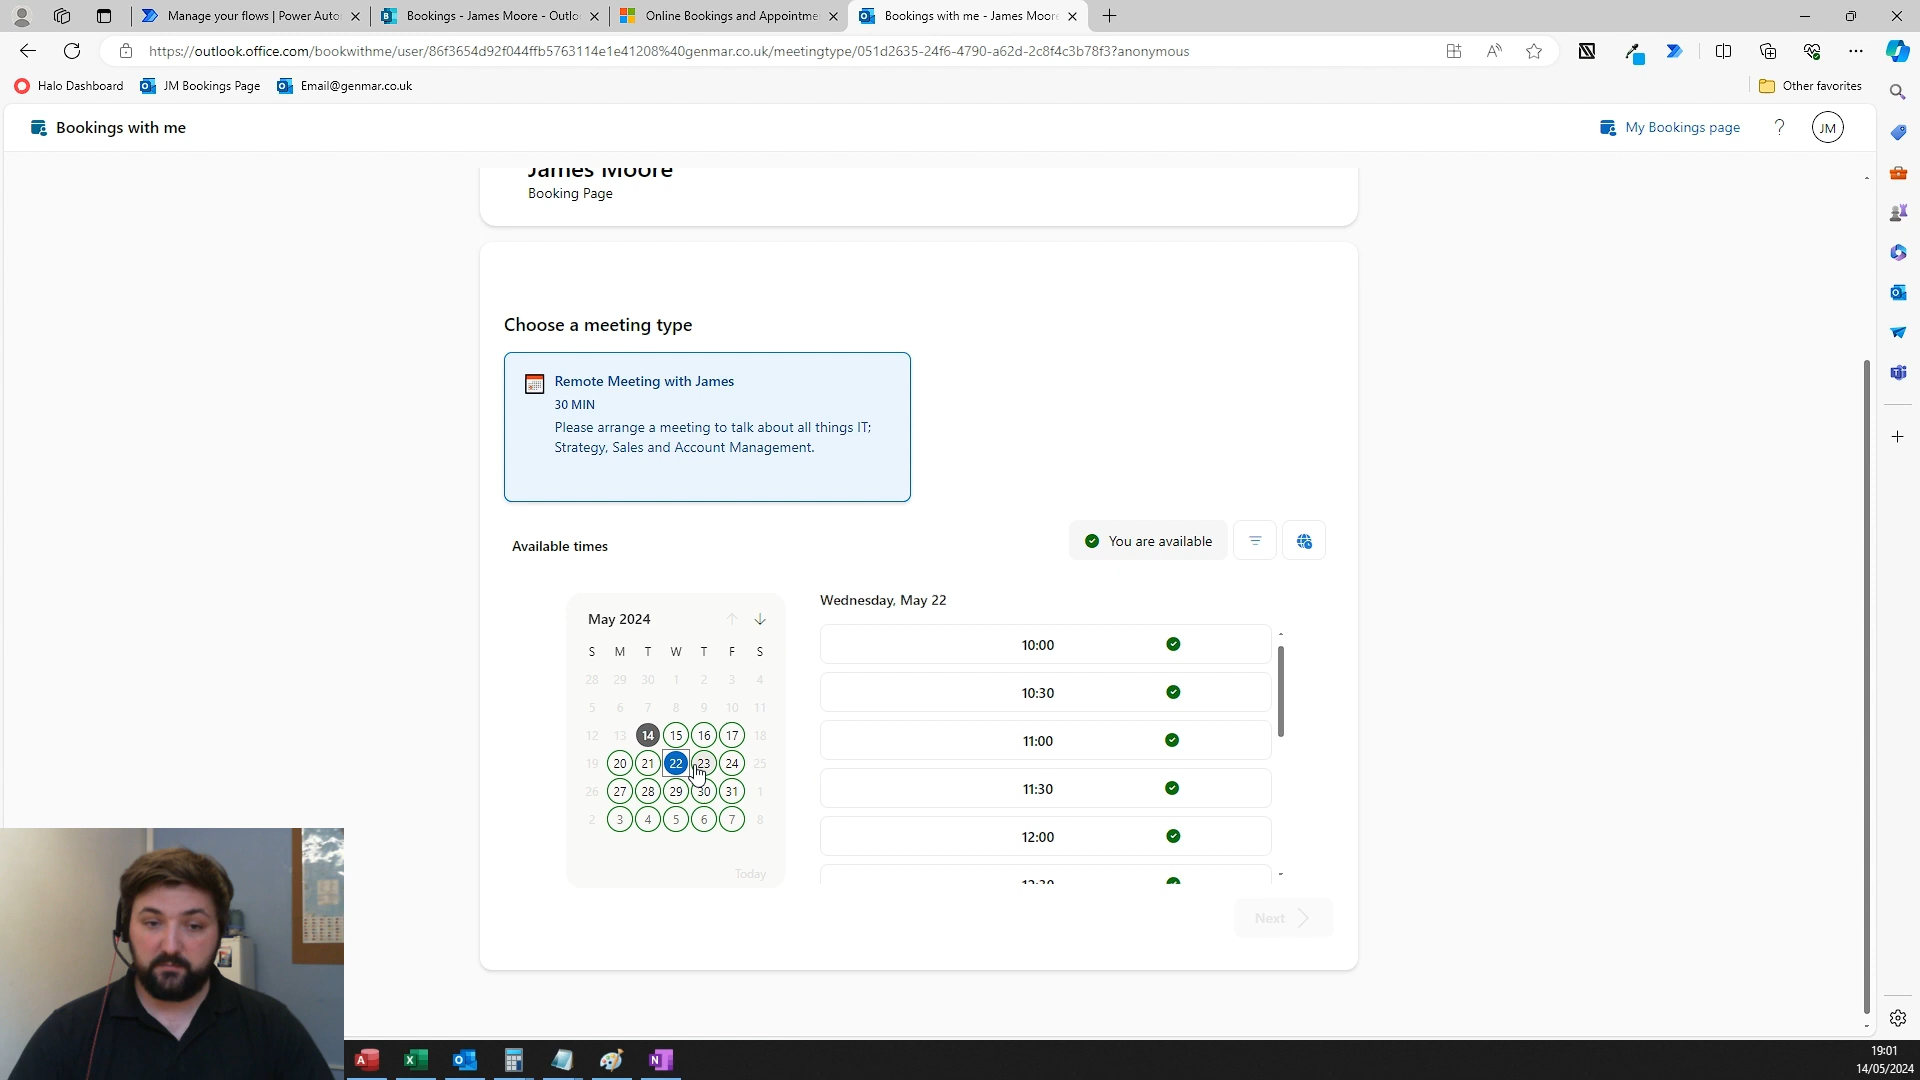 Manage your flows | Power Auto
Bookings - James Moore - Outlo
Online Bookings and Appointme
Bookings with me - James Moore
https://outlook.office.com/bookwithme/user/86f3654d92f044ffb5763114e1e41208%40genmar.co.uk/meetingtype/051d2635-24f6-4790-a62d-2c8f4c3b78f3?anonymous
Halo Dashboard
JM Bookings Page
Email@genmar.co.uk
Other favorites
Bookings with me
My Bookings page
?
JM
James Moore
Booking Page
Choose a meeting type
Remote Meeting with James
30 MIN
Please arrange a meeting to talk about all things IT;
Strategy, Sales and Account Management.
Available times
You are available
May 2024
S M T W T F S
28 29 30 1 2 3 4
5 6 7 8 9 10 11
12 13 14 15 16 17 18
19 20 21 22 23 24 25
26 27 28 29 30 31 1
2 3 4 5 6 7 8
Today
Wednesday, May 22
10:00
10:30
11:00
11:30
12:00
12:30
Next
19:01
14/05/2024